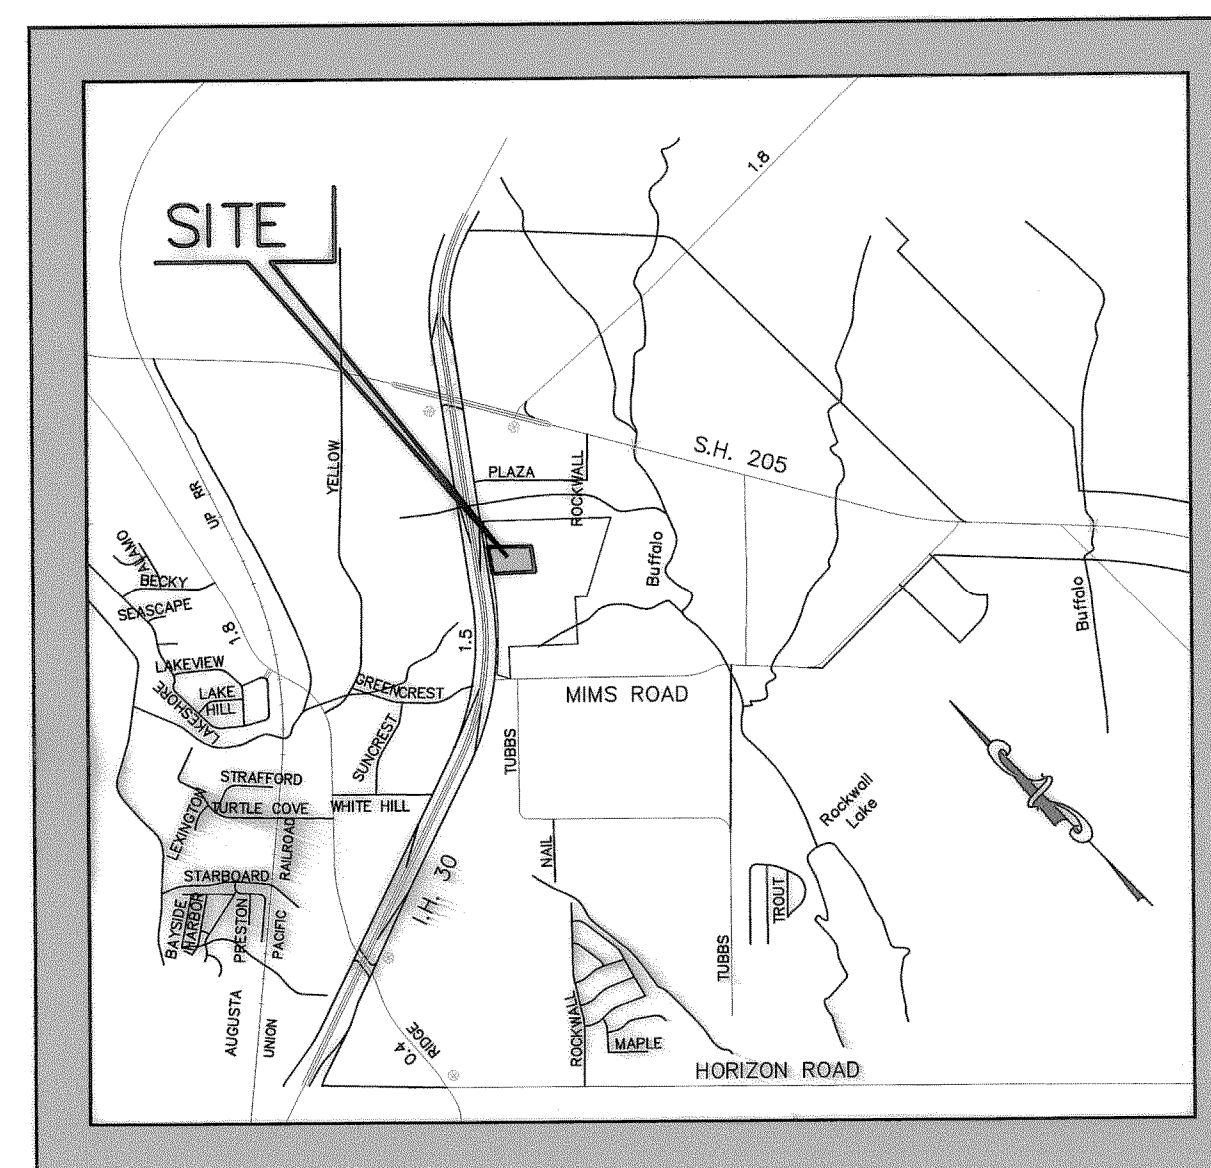 1.8
SITE
YELLOW
S.H. 205
PLAZA
ROCKWALL
UP RR
Buffalo
ALAMO
BECKY
SEASCAPE
1.8
1.5
Buffalo
LAKEVIEW
LAKE
HILL
LAKESHORE
GREENCREST
MIMS ROAD
SUNCREST
TUBBS
STRAFFORD
TURTLE COVE
WHITE HILL
LEXINGTON
RAILROAD
Rockwall
Lake
NAIL
I.H. 30
STARBOARD
TROUT
BAYSIDE
HARBOR
PRESTON
PACIFIC
TUBBS
AUGUSTA
UNION
RIDGE
0.4
ROCKWALL
MAPLE
HORIZON ROAD